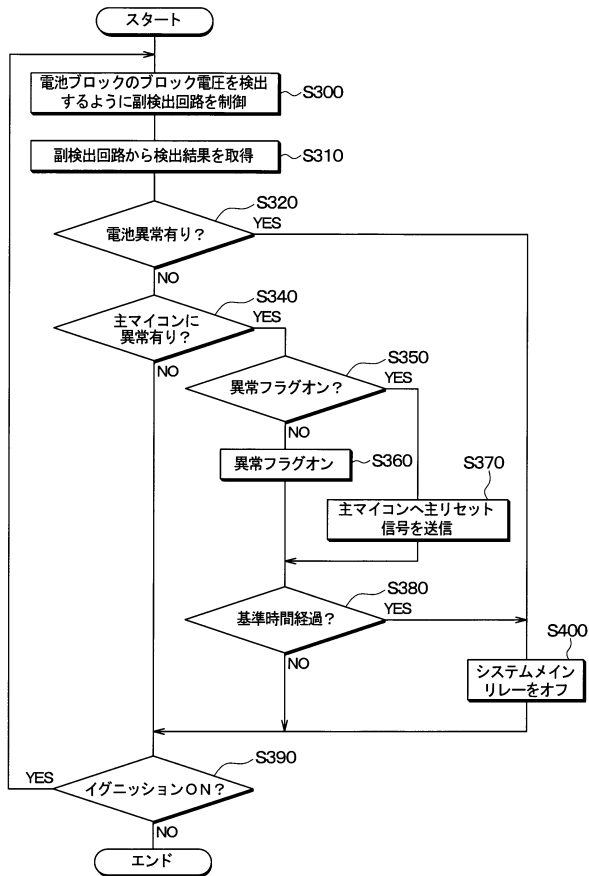 スタート
電池ブロックのブロック電圧を検出
するように副検出回路を制御
S300
副検出回路から検出結果を取得
S310
S320
電池異常有り？
YES
NO
S340
主マイコンに
異常有り？
YES
NO
S350
異常フラグオン？
YES
NO
異常フラグオン
S360
S370
主マイコンへ主リセット
信号を送信
S380
基準時間経過？
YES
NO
S400
システムメイン
リレーをオフ
S390
イグニッションＯＮ？
YES
NO
エンド